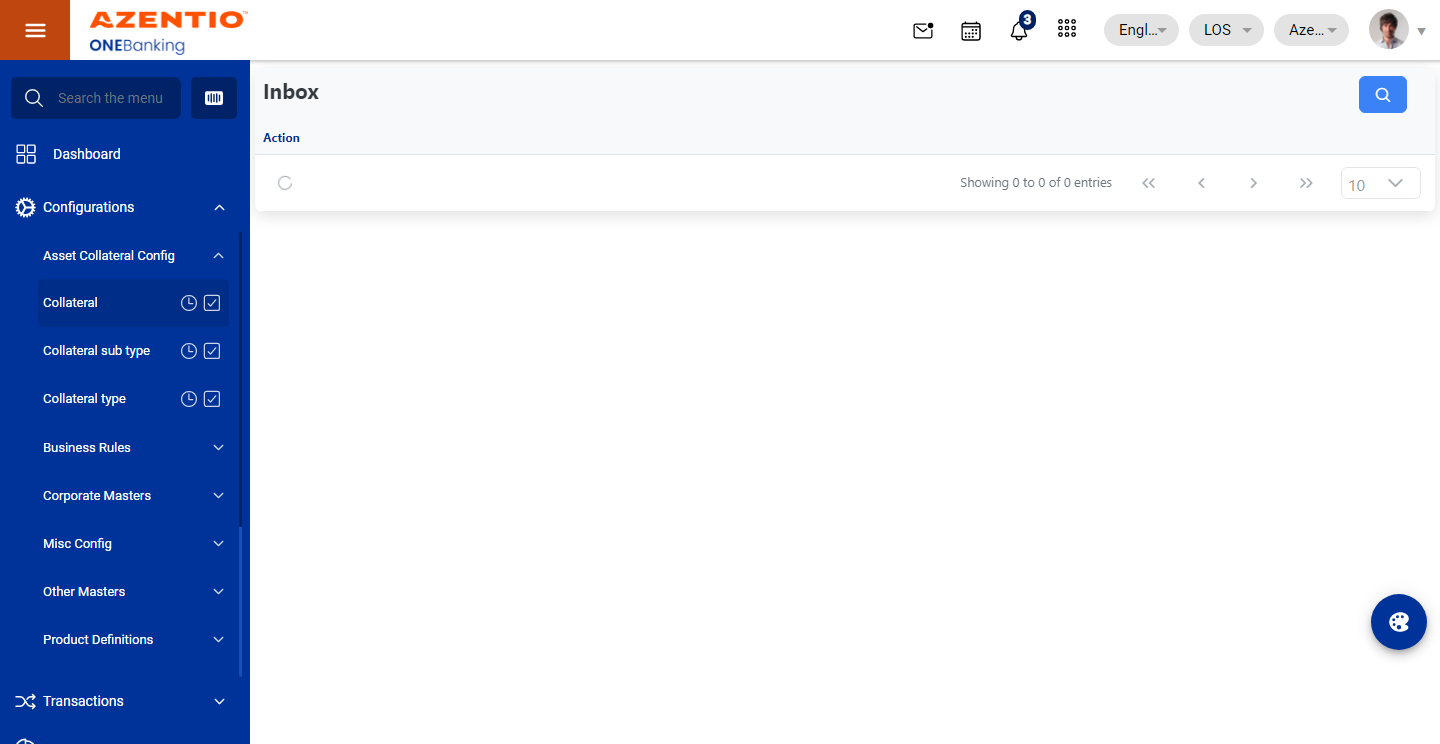 AZENTIO™
ONEBanking
3
Engl...
LOS
Aze...
Search the menu
Dashboard
Configurations
Asset Collateral Config
Collateral
Collateral sub type
Collateral type
Business Rules
Corporate Masters
Misc Config
Other Masters
Product Definitions
Transactions
Inbox
Action
Showing 0 to 0 of 0 entries
10